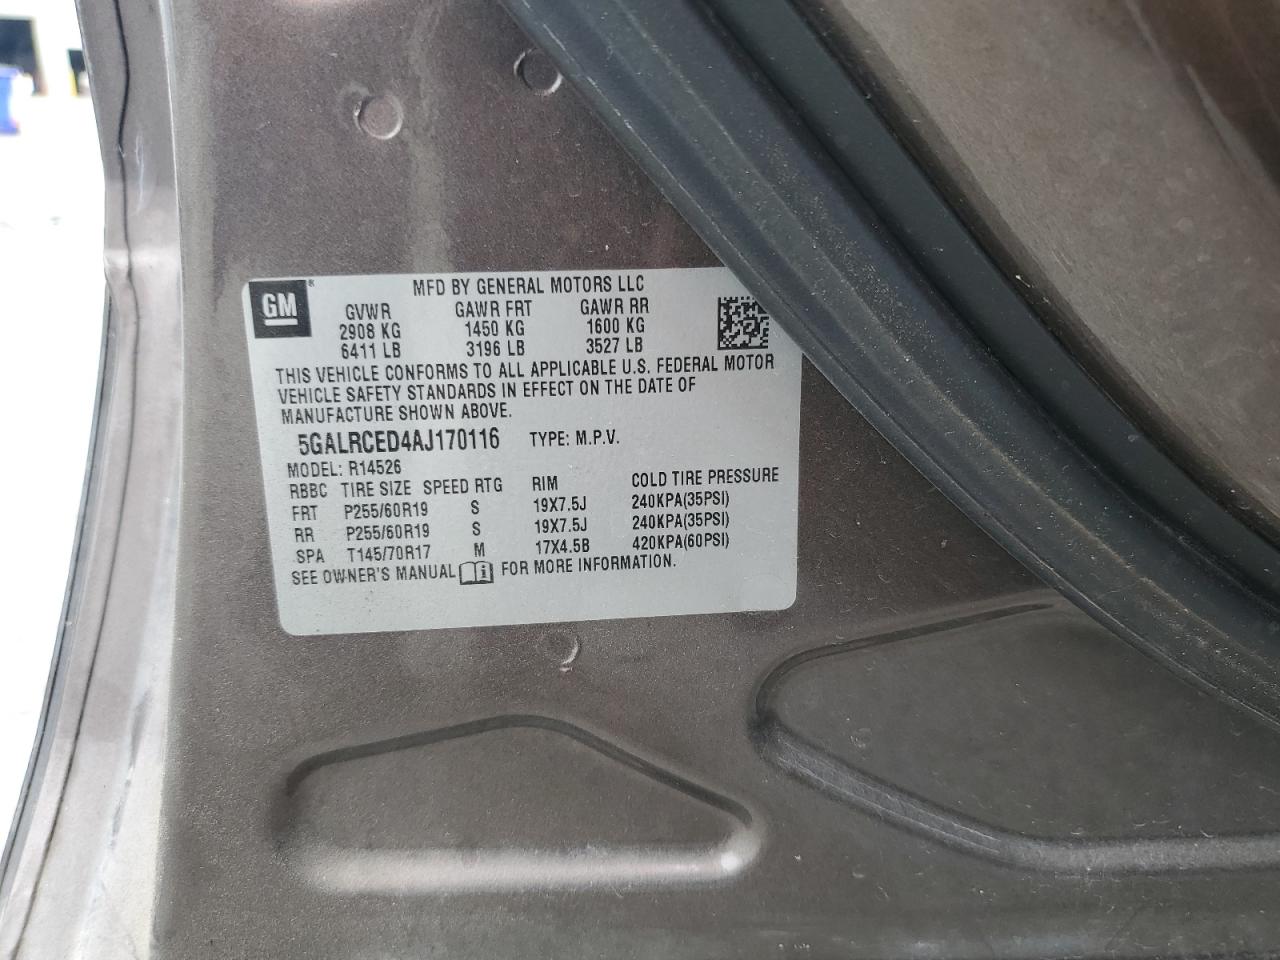 GM ® MFD BY GENERAL MOTORS LLC
GVWR GAWR FRT GAWR RR
2908 KG 1450 KG 1600 KG
6411 LB 3196 LB 3527 LB
THIS VEHICLE CONFORMS TO ALL APPLICABLE U.S. FEDERAL MOTOR
VEHICLE SAFETY STANDARDS IN EFFECT ON THE DATE OF
MANUFACTURE SHOWN ABOVE.
5GALRCED4AJ170116 TYPE: M.P.V.
MODEL: R14526
RBBC TIRE SIZE SPEED RTG RIM COLD TIRE PRESSURE
FRT P255/60R19 S 19X7.5J 240KPA(35PSI)
RR P255/60R19 S 19X7.5J 240KPA(35PSI)
SPA T145/70R17 M 17X4.5B 420KPA(60PSI)
SEE OWNER'S MANUAL FOR MORE INFORMATION.